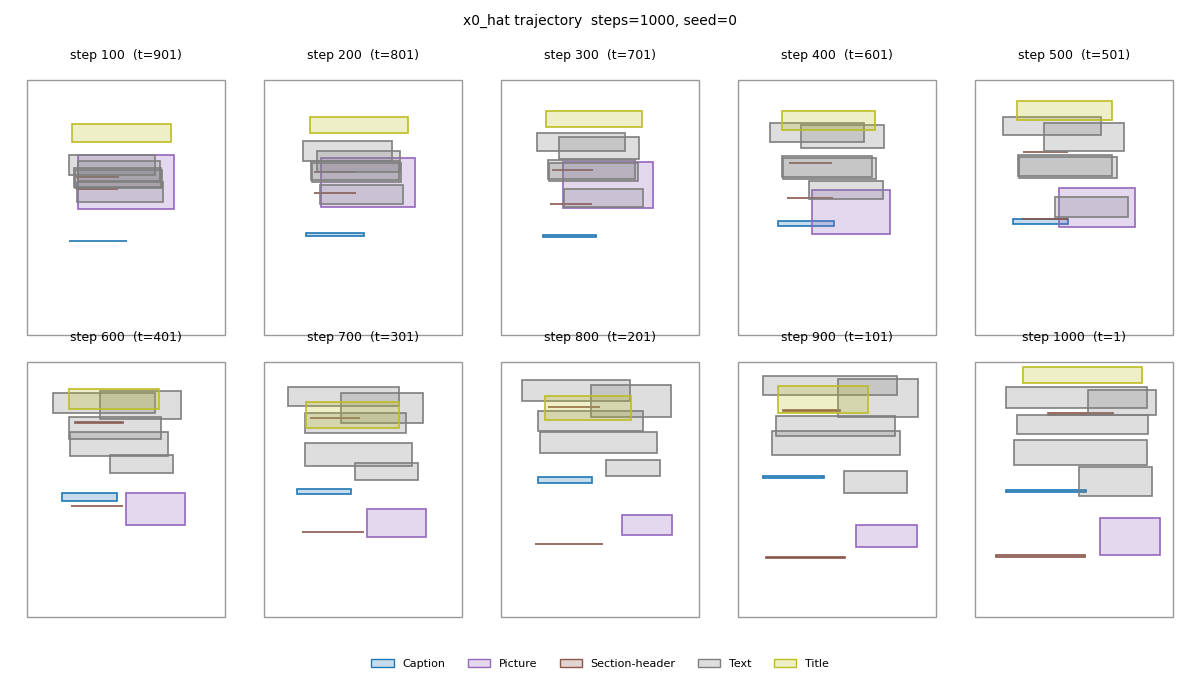 x0_hat trajectory  steps=1000, seed=0
step 100  (t=901)
step 200  (t=801)
step 300  (t=701)
step 400  (t=601)
step 500  (t=501)
step 600  (t=401)
step 700  (t=301)
step 800  (t=201)
step 900  (t=101)
step 1000  (t=1)
Caption
Picture
Section-header
Text
Title